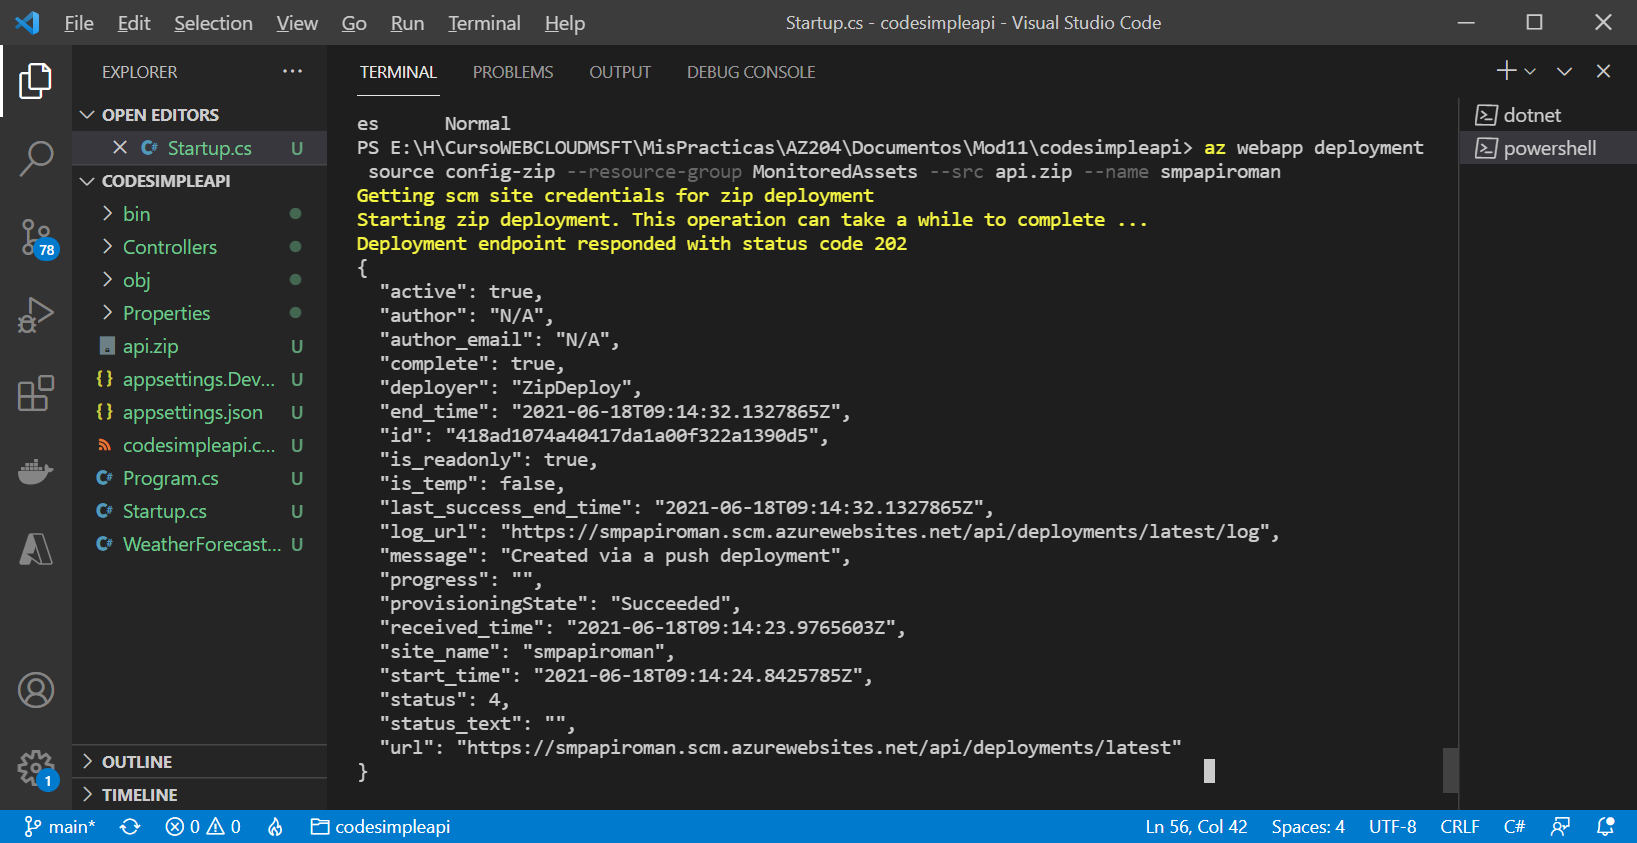 File Edit Selection View Go Run Terminal Help Startup.cs - codesimpleapi - Visual Studio Code
EXPLORER
OPEN EDITORS
Startup.cs U
CODESIMPLEAPI
bin
Controllers
obj
Properties
api.zip U
appsettings.Dev... U
appsettings.json U
codesimpleapi.c... U
Program.cs U
Startup.cs U
WeatherForecast... U
OUTLINE
TIMELINE
78
1
TERMINAL PROBLEMS OUTPUT DEBUG CONSOLE
es Normal
PS E:\H\CursoWEBCLOUDMSFT\MisPracticas\AZ204\Documentos\Mod11\codesimpleapi> az webapp deployment
source config-zip --resource-group MonitoredAssets --src api.zip --name smpapiroman
Getting scm site credentials for zip deployment
Starting zip deployment. This operation can take a while to complete ...
Deployment endpoint responded with status code 202
{
"active": true,
"author": "N/A",
"author_email": "N/A",
"complete": true,
"deployer": "ZipDeploy",
"end_time": "2021-06-18T09:14:32.1327865Z",
"id": "418ad1074a40417da1a00f322a1390d5",
"is_readonly": true,
"is_temp": false,
"last_success_end_time": "2021-06-18T09:14:32.1327865Z",
"log_url": "https://smpapiroman.scm.azurewebsites.net/api/deployments/latest/log",
"message": "Created via a push deployment",
"progress": "",
"provisioningState": "Succeeded",
"received_time": "2021-06-18T09:14:23.9765603Z",
"site_name": "smpapiroman",
"start_time": "2021-06-18T09:14:24.8425785Z",
"status": 4,
"status_text": "",
"url": "https://smpapiroman.scm.azurewebsites.net/api/deployments/latest"
}
dotnet
powershell
main* 0 0 codesimpleapi Ln 56, Col 42 Spaces: 4 UTF-8 CRLF C#